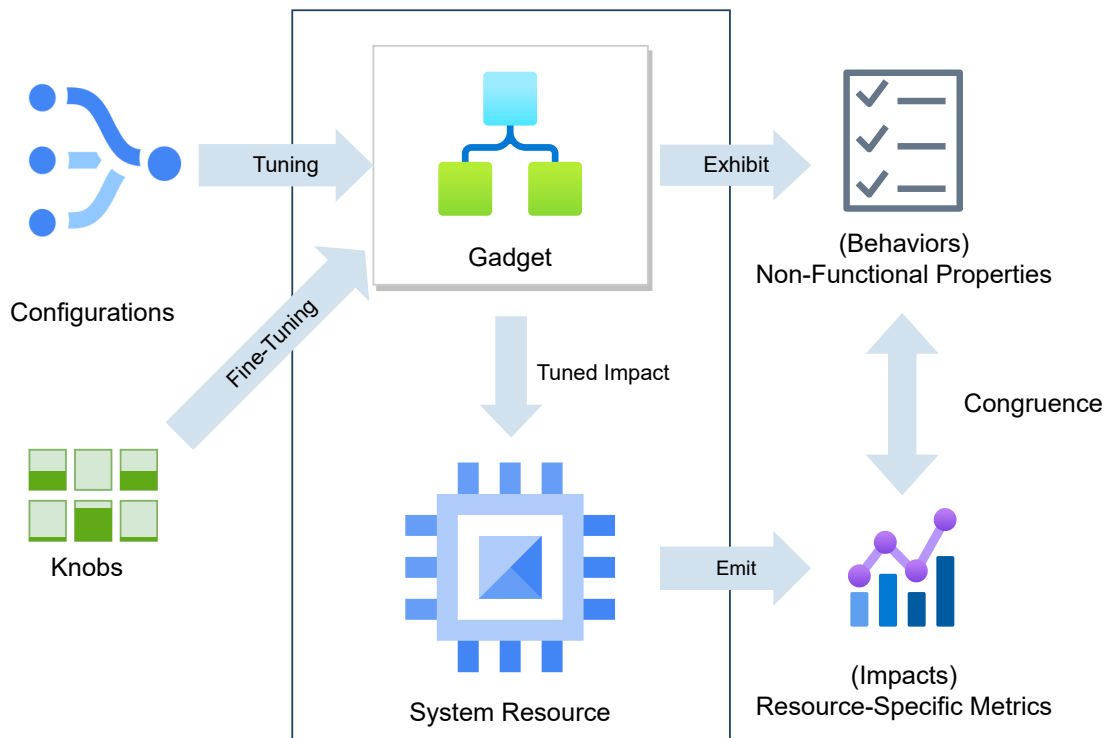 Tuning
Exhibit
Gadget
(Behaviors)
Non-Functional Properties
Configurations
Fine-Tuning
Tuned Impact
Congruence
Knobs
Emit
(Impacts)
Resource-Specific Metrics
System Resource